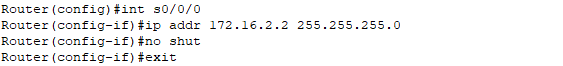 Router(config)#int s0/0/0
Router(config-if)#ip addr 172.16.2.2 255.255.255.0
Router(config-if)#no shut
Router(config-if)#exit